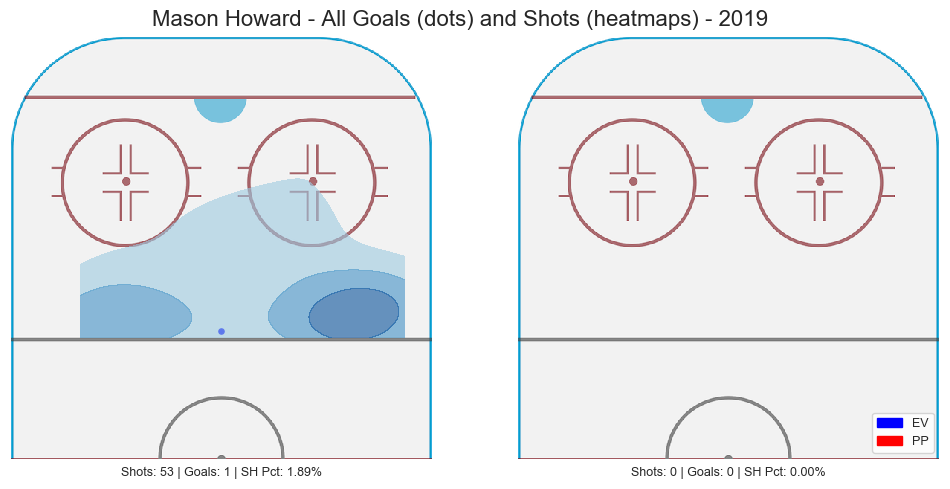 Mason Howard - All Goals (dots) and Shots (heatmaps) - 2019
EV
PP
Shots: 53 | Goals: 1 | SH Pct: 1.89%
Shots: 0 | Goals: 0 | SH Pct: 0.00%